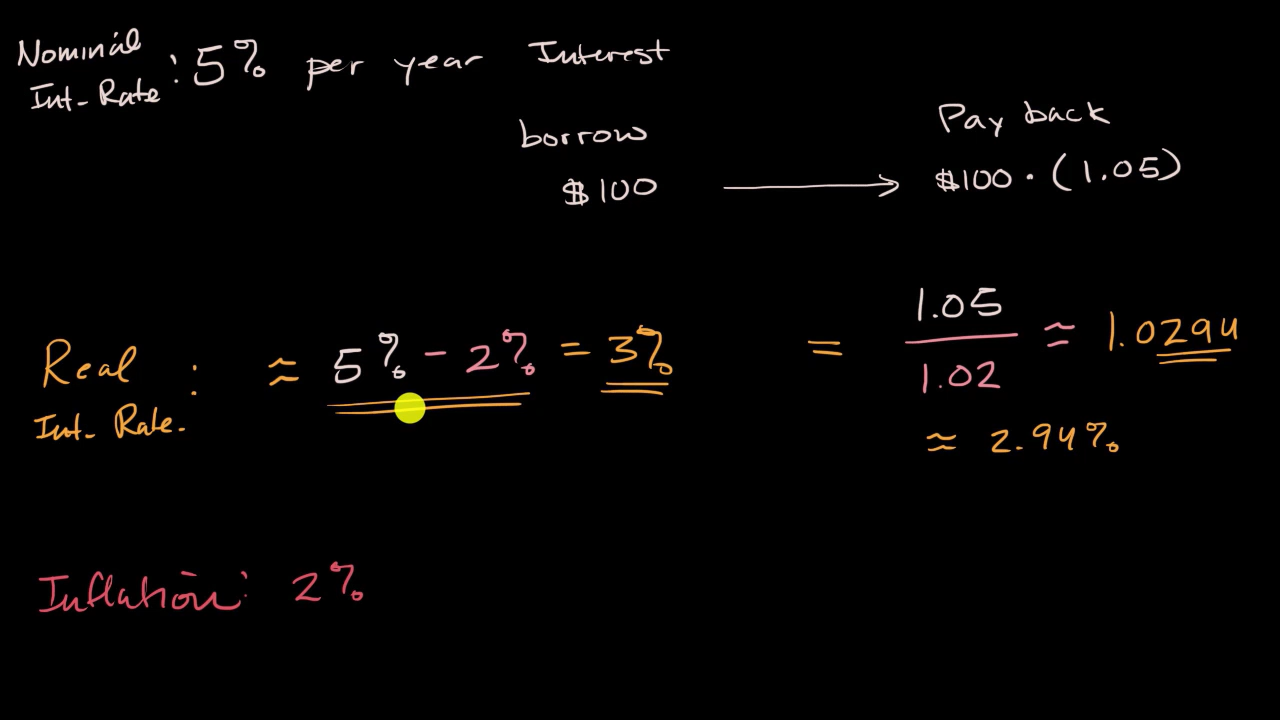 Nominal
Int. Rate: 5% per year Interest
borrow
Pay back
$100 → $100 · (1.05)
Real
Int. Rate. : ≈ 5% - 2% = 3% = 1.05/1.02 ≈ 1.0294
≈ 2.94%
Inflation: 2%